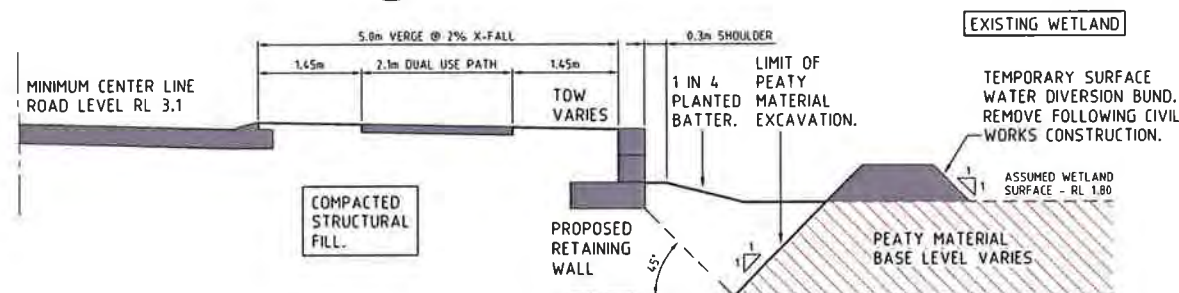 5.0m VERGE @ 2% X-FALL
0.3m SHOULDER
EXISTING WETLAND
1.45m
2.1m DUAL USE PATH
1.45m
MINIMUM CENTER LINE
ROAD LEVEL RL 3.1
TOW
VARIES
1 IN 4
PLANTED
BATTER.
LIMIT OF
PEATY
MATERIAL
EXCAVATION.
TEMPORARY SURFACE
WATER DIVERSION BUND.
REMOVE FOLLOWING CIVIL
WORKS CONSTRUCTION.
1
1
ASSUMED WETLAND
SURFACE - RL 1.80
COMPACTED
STRUCTURAL
FILL.
PROPOSED
RETAINING
WALL
45°
1
1
PEATY MATERIAL
BASE LEVEL VARIES